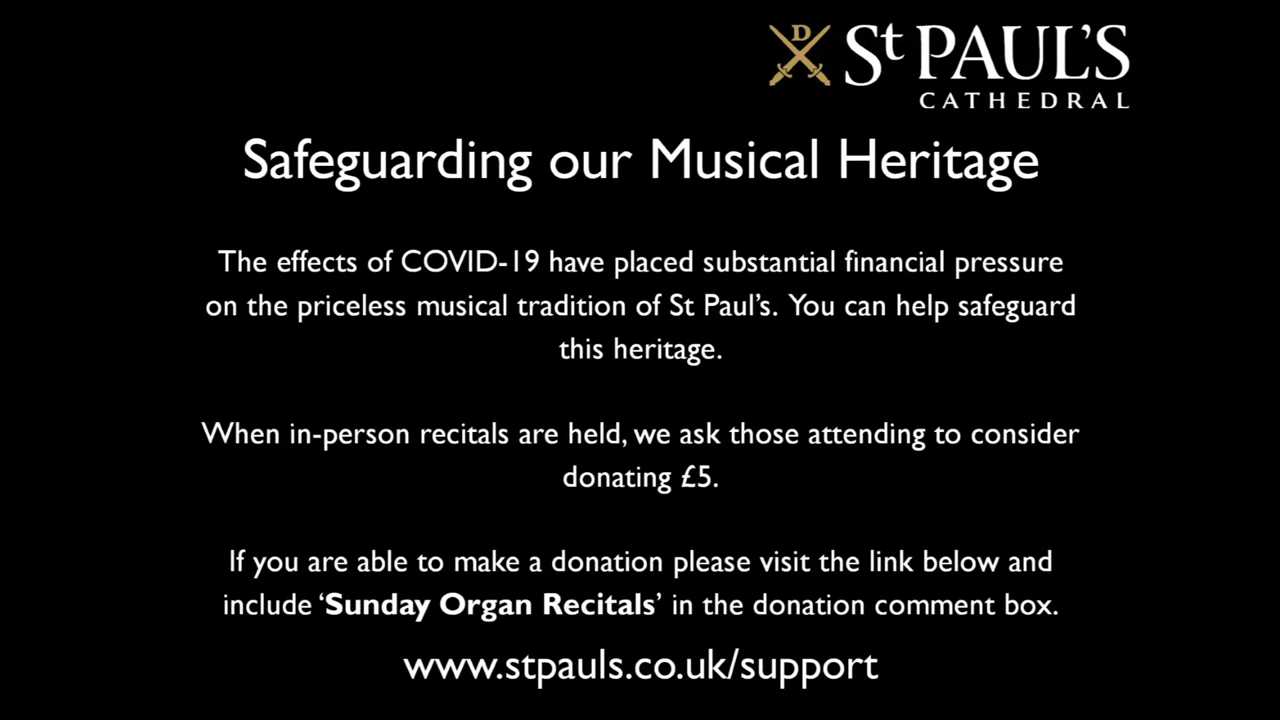 D
St PAUL'S
CATHEDRAL
Safeguarding our Musical Heritage
The effects of COVID-19 have placed substantial financial pressure
on the priceless musical tradition of St Paul's. You can help safeguard
this heritage.
When in-person recitals are held, we ask those attending to consider
donating £5.
If you are able to make a donation please visit the link below and
include ‘Sunday Organ Recitals’ in the donation comment box.
www.stpauls.co.uk/support